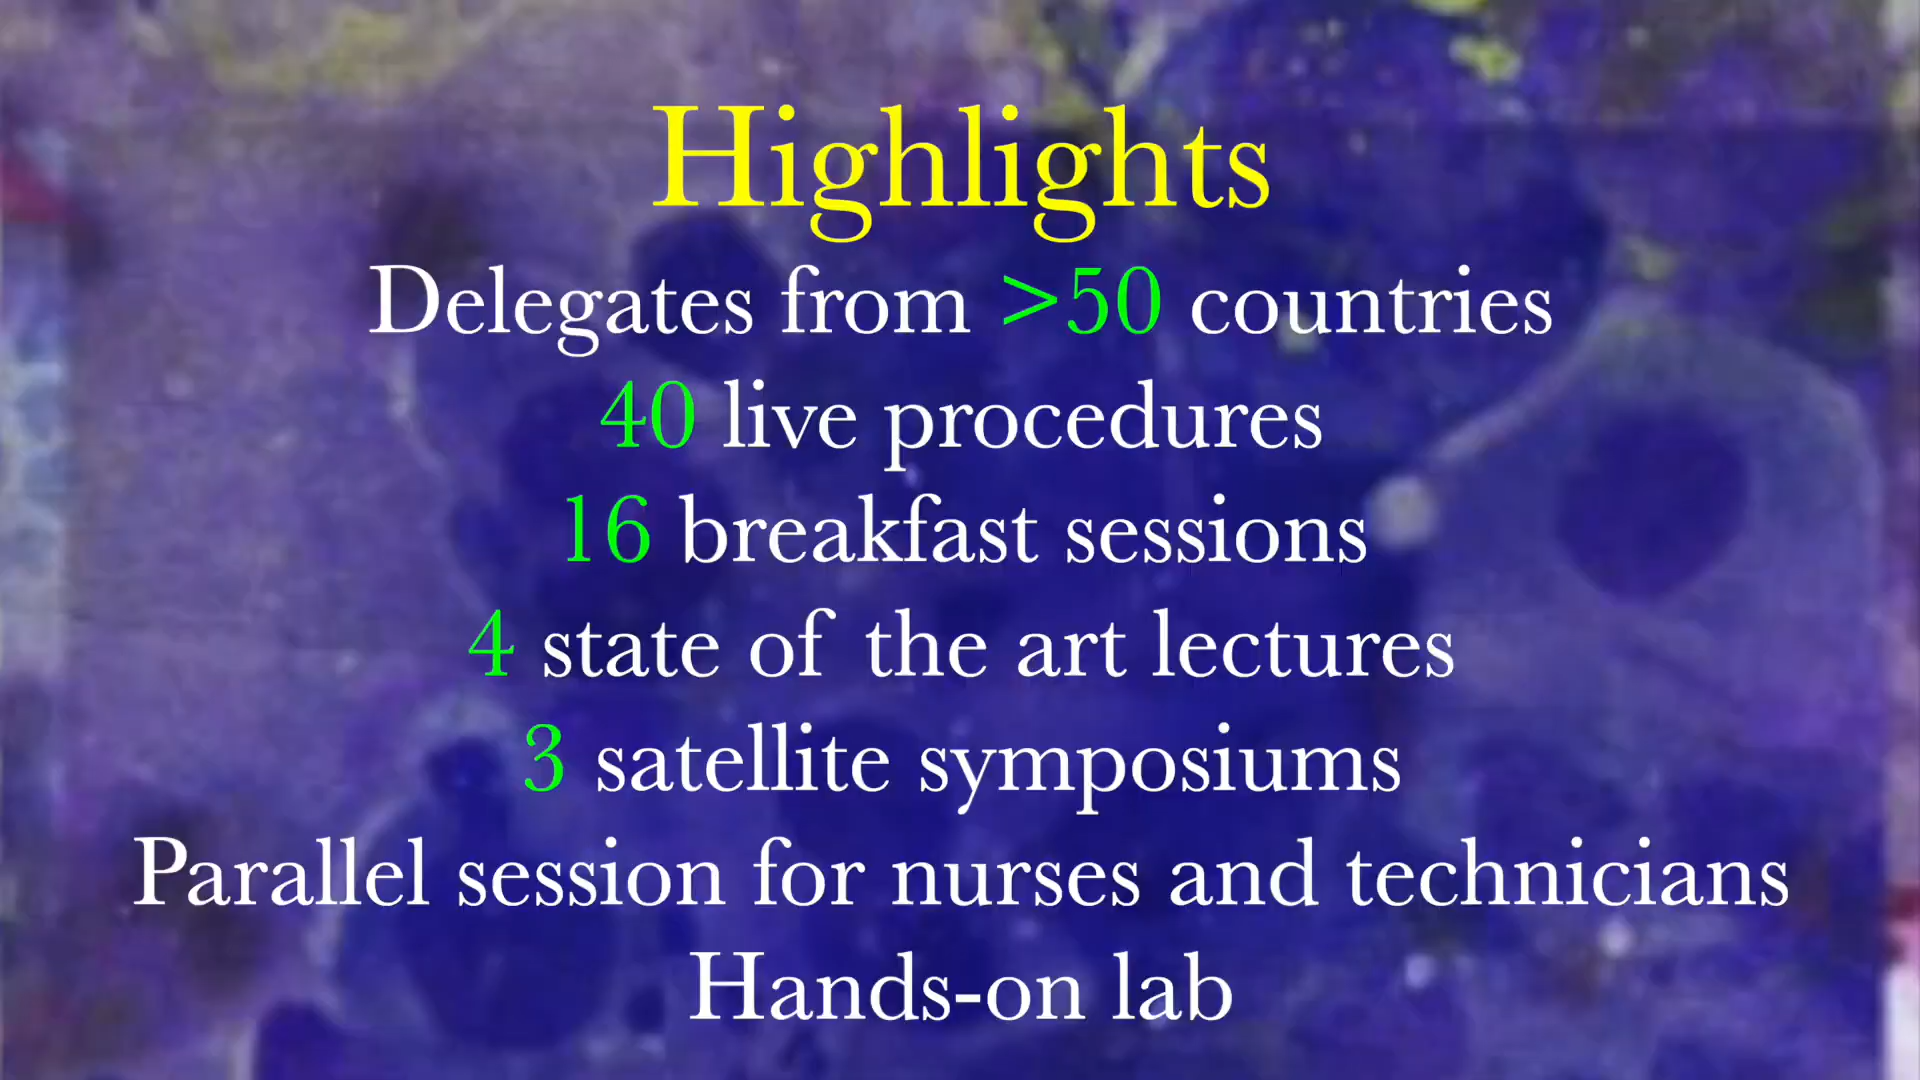 Highlights
Delegates from >50 countries
40 live procedures
16 breakfast sessions
4 state of the art lectures
3 satellite symposiums
Parallel session for nurses and technicians
Hands-on lab